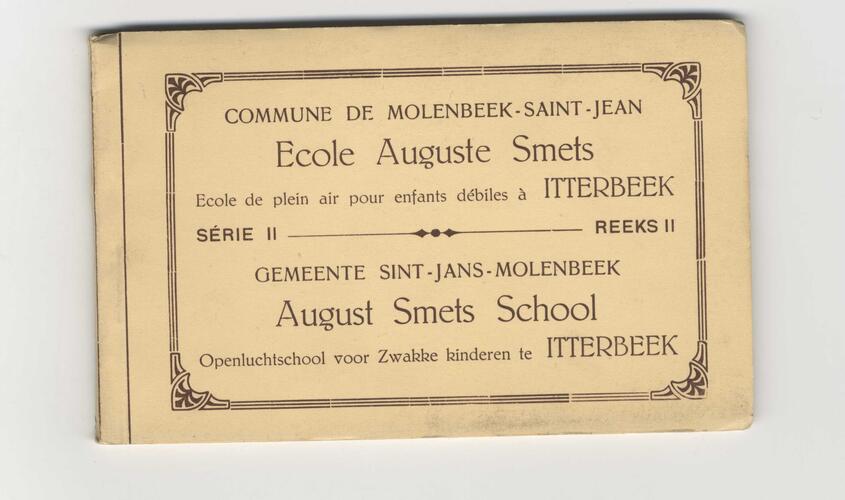 COMMUNE DE MOLENBEEK-SAINT-JEAN
Ecole Auguste Smets
Ecole de plein air pour enfants débiles à ITTERBEEK
SÉRIE II REEKS II
GEMEENTE SINT-JANS-MOLENBEEK
August Smets School
Openluchtschool voor Zwakke kinderen te ITTERBEEK